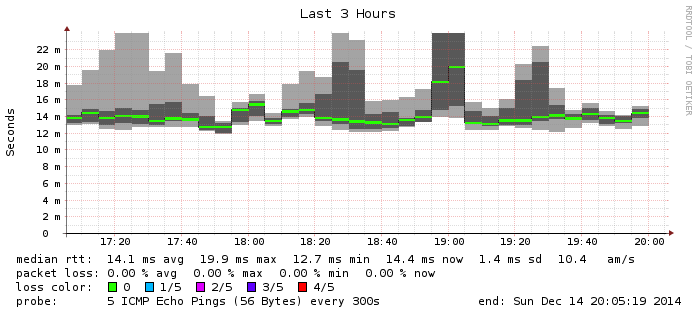 Last 3 Hours
RRDTOOL / TOBI OETIKER
Seconds
22 m
20 m
18 m
16 m
14 m
12 m
10 m
8 m
6 m
4 m
2 m
0
17:20 17:40 18:00 18:20 18:40 19:00 19:20 19:40 20:00
median rtt: 14.1 ms avg 19.9 ms max 12.7 ms min 14.4 ms now 1.4 ms sd 10.4 am/s
packet loss: 0.00 % avg 0.00 % max 0.00 % min 0.00 % now
loss color: 0 1/5 2/5 3/5 4/5
probe: 5 ICMP Echo Pings (56 Bytes) every 300s end: Sun Dec 14 20:05:19 2014